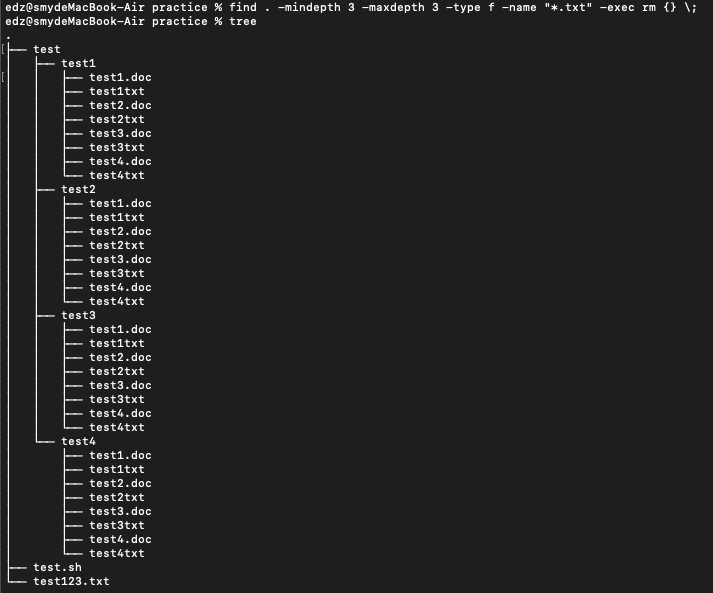 edz@smydeMacBook-Air practice % find . -mindepth 3 -maxdepth 3 -type f -name "*.txt" -exec rm {} \;
edz@smydeMacBook-Air practice % tree
.
[├── test
│   ├── test1
[│   │   ├── test1.doc
│   │   ├── test1txt
│   │   ├── test2.doc
│   │   ├── test2txt
│   │   ├── test3.doc
│   │   ├── test3txt
│   │   ├── test4.doc
│   │   └── test4txt
│   ├── test2
│   │   ├── test1.doc
│   │   ├── test1txt
│   │   ├── test2.doc
│   │   ├── test2txt
│   │   ├── test3.doc
│   │   ├── test3txt
│   │   ├── test4.doc
│   │   └── test4txt
│   ├── test3
│   │   ├── test1.doc
│   │   ├── test1txt
│   │   ├── test2.doc
│   │   ├── test2txt
│   │   ├── test3.doc
│   │   ├── test3txt
│   │   ├── test4.doc
│   │   └── test4txt
│   └── test4
│       ├── test1.doc
│       ├── test1txt
│       ├── test2.doc
│       ├── test2txt
│       ├── test3.doc
│       ├── test3txt
│       ├── test4.doc
│       └── test4txt
├── test.sh
└── test123.txt